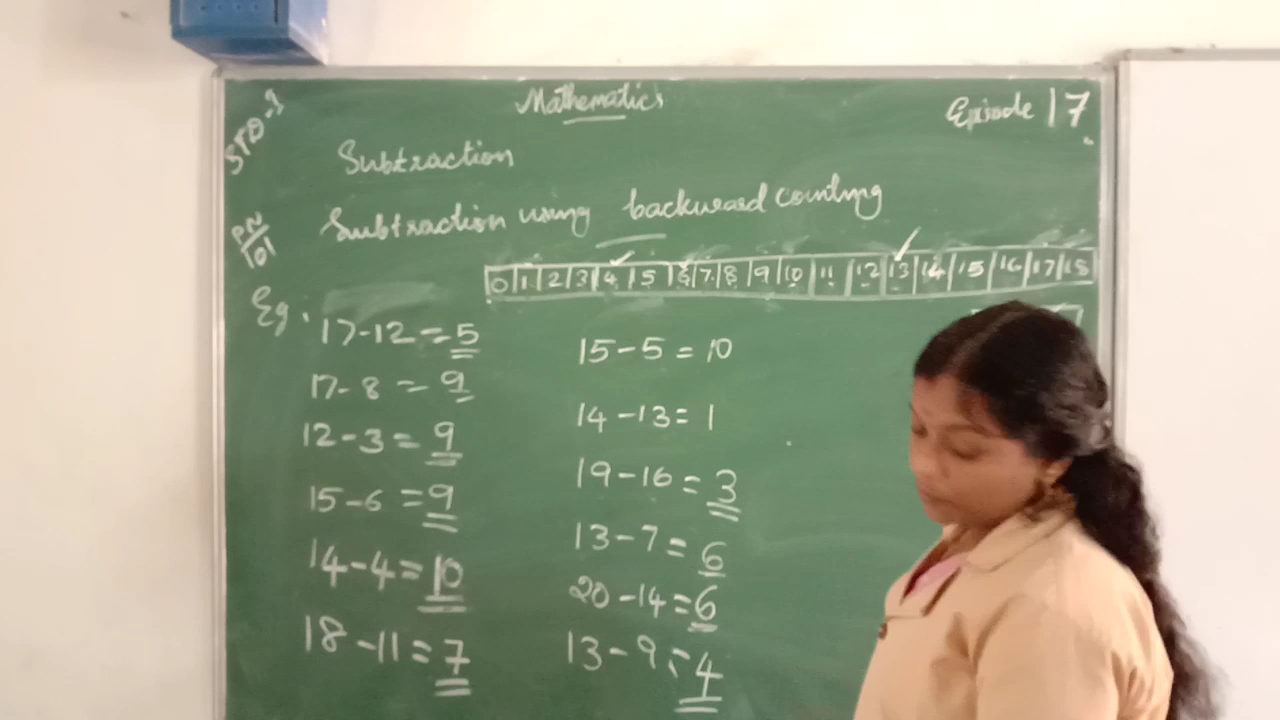 STD-1
Mathematics
Episode 17
Subtraction
PN/101
Subtraction using backward counting
0 1 2 3 4 5 6 7 8 9 10 11 12 13 14 15 16 17 18
Eg.
17-12=5
17-8=9
12-3=9
15-6=9
14-4=10
18-11=7
15-5=10
14-13=1
19-16=3
13-7=6
20-14=6
13-9=4